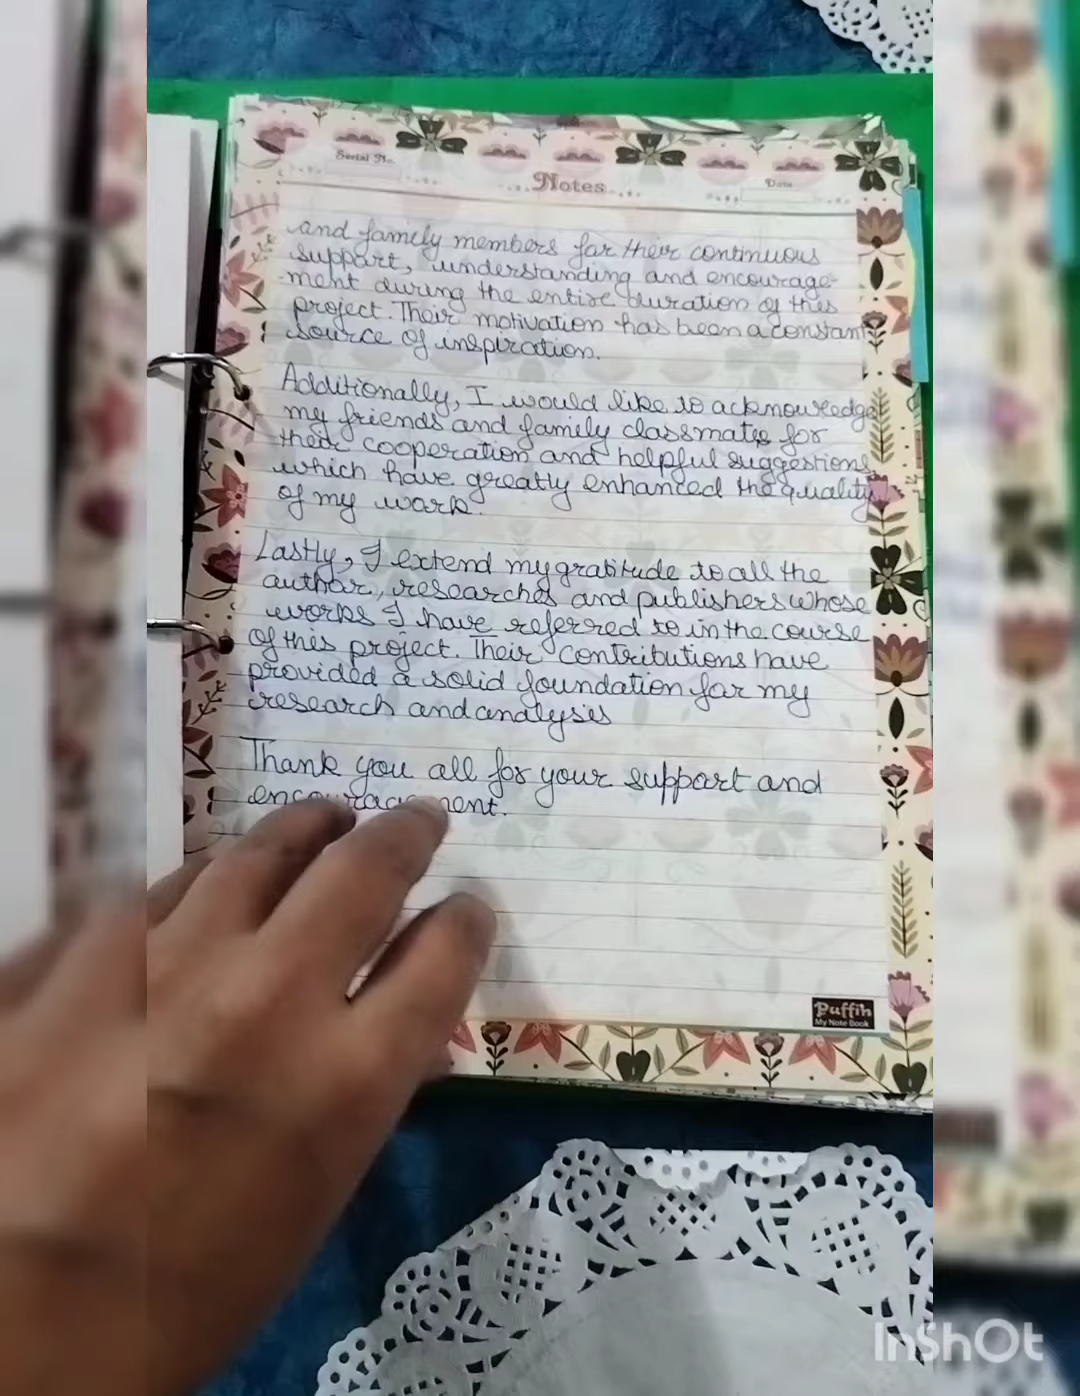 Serial No.
Notes
Date
and family members for their continuous
support, understanding and encourage-
ment during the entire duration of this
project. Their motivation has been a constant
source of inspiration.
Additionally, I would like to acknowledge
my friends and family classmates for
their cooperation and helpful suggestions
which have greatly enhanced the quality
of my work.
Lastly, I extend my gratitude to all the
author, researches and publishers whose
works I have referred to in the course
of this project. Their contributions have
provided a solid foundation for my
research and analysis
Thank you all for your support and
encouragement.
Puffin
My Note Book
InShOt